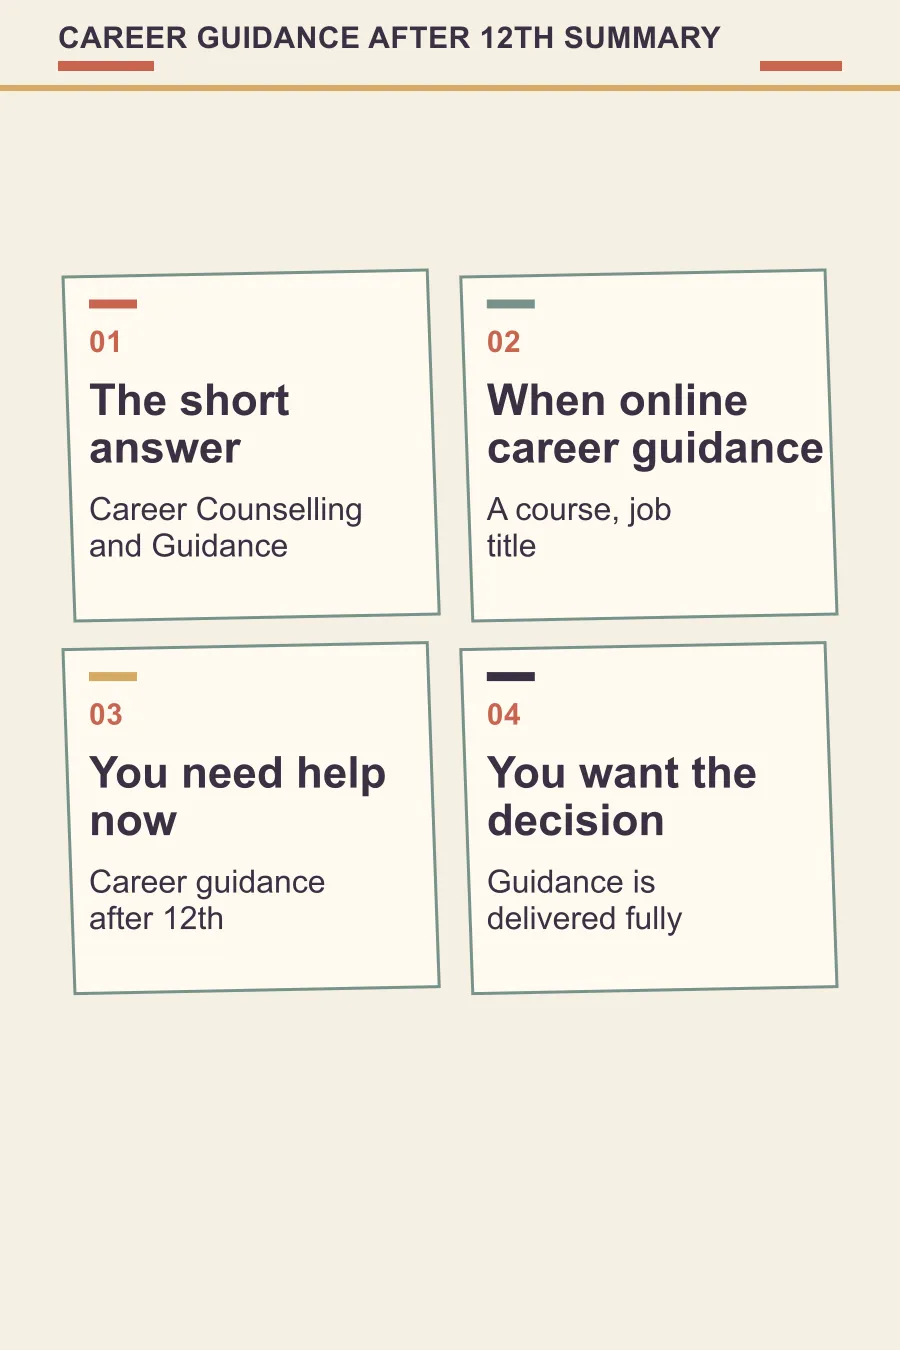 CAREER GUIDANCE AFTER 12TH SUMMARY
01
The short
answer
Career Counselling
and Guidance
02
When online
career guidance
A course, job
title
03
You need help
now
Career guidance
after 12th
04
You want the
decision
Guidance is
delivered fully